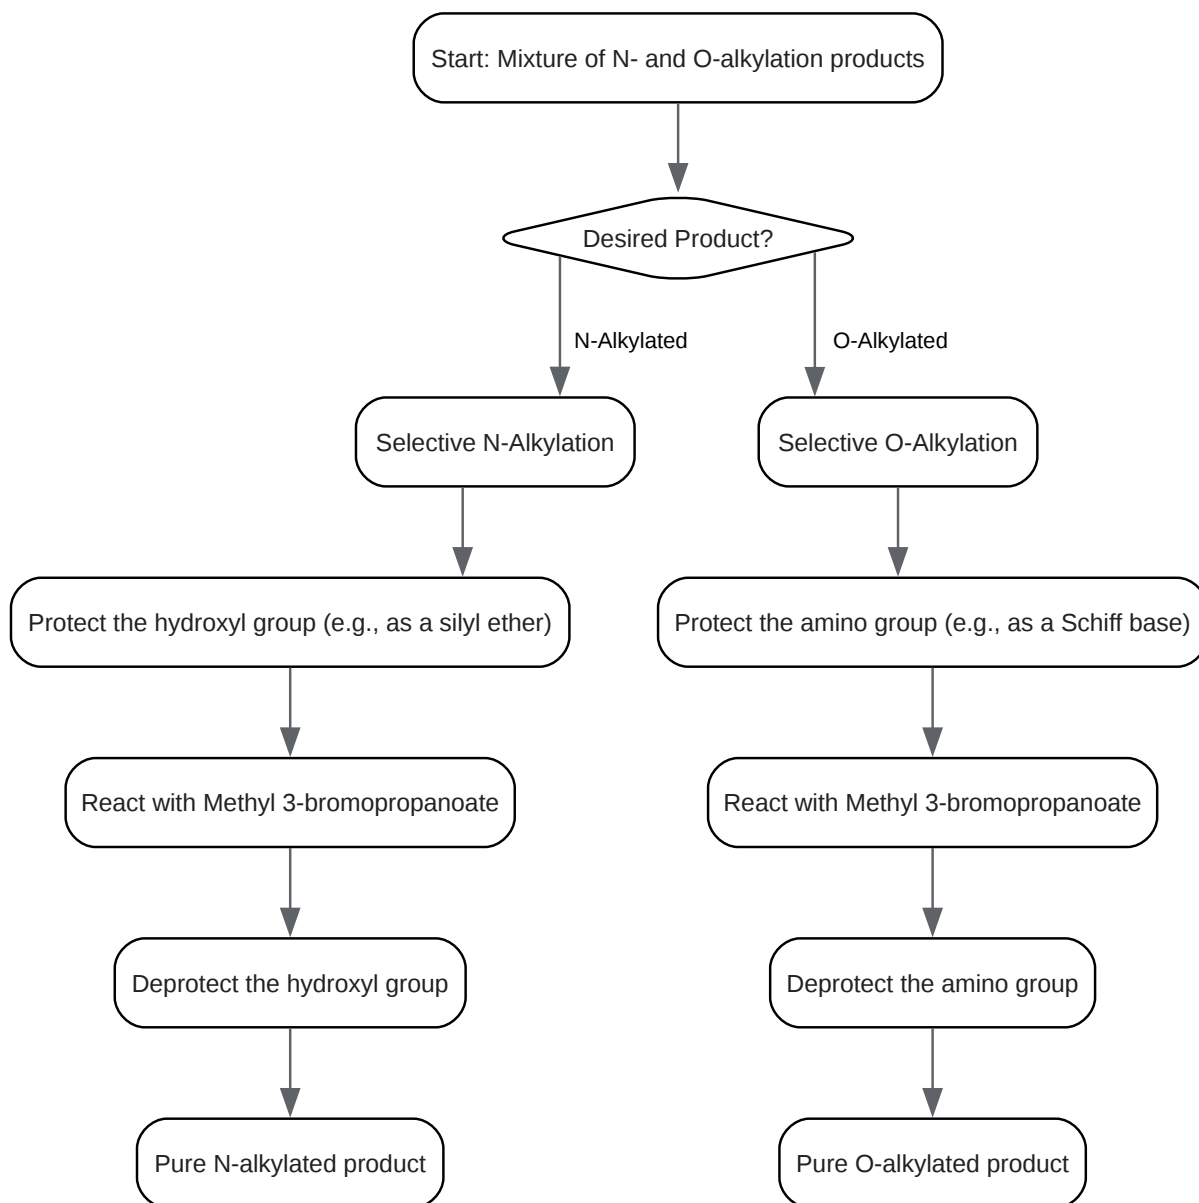 Start: Mixture of N- and O-alkylation products
Desired Product?
N-Alkylated
O-Alkylated
Selective N-Alkylation
Selective O-Alkylation
Protect the hydroxyl group (e.g., as a silyl ether)
Protect the amino group (e.g., as a Schiff base)
React with Methyl 3-bromopropanoate
React with Methyl 3-bromopropanoate
Deprotect the hydroxyl group
Deprotect the amino group
Pure N-alkylated product
Pure O-alkylated product